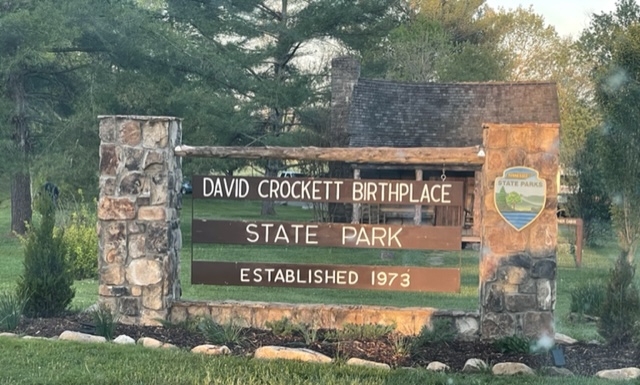 DAVID CROCKETT BIRTHPLACE
STATE PARK
ESTABLISHED 1973
STATE PARKS